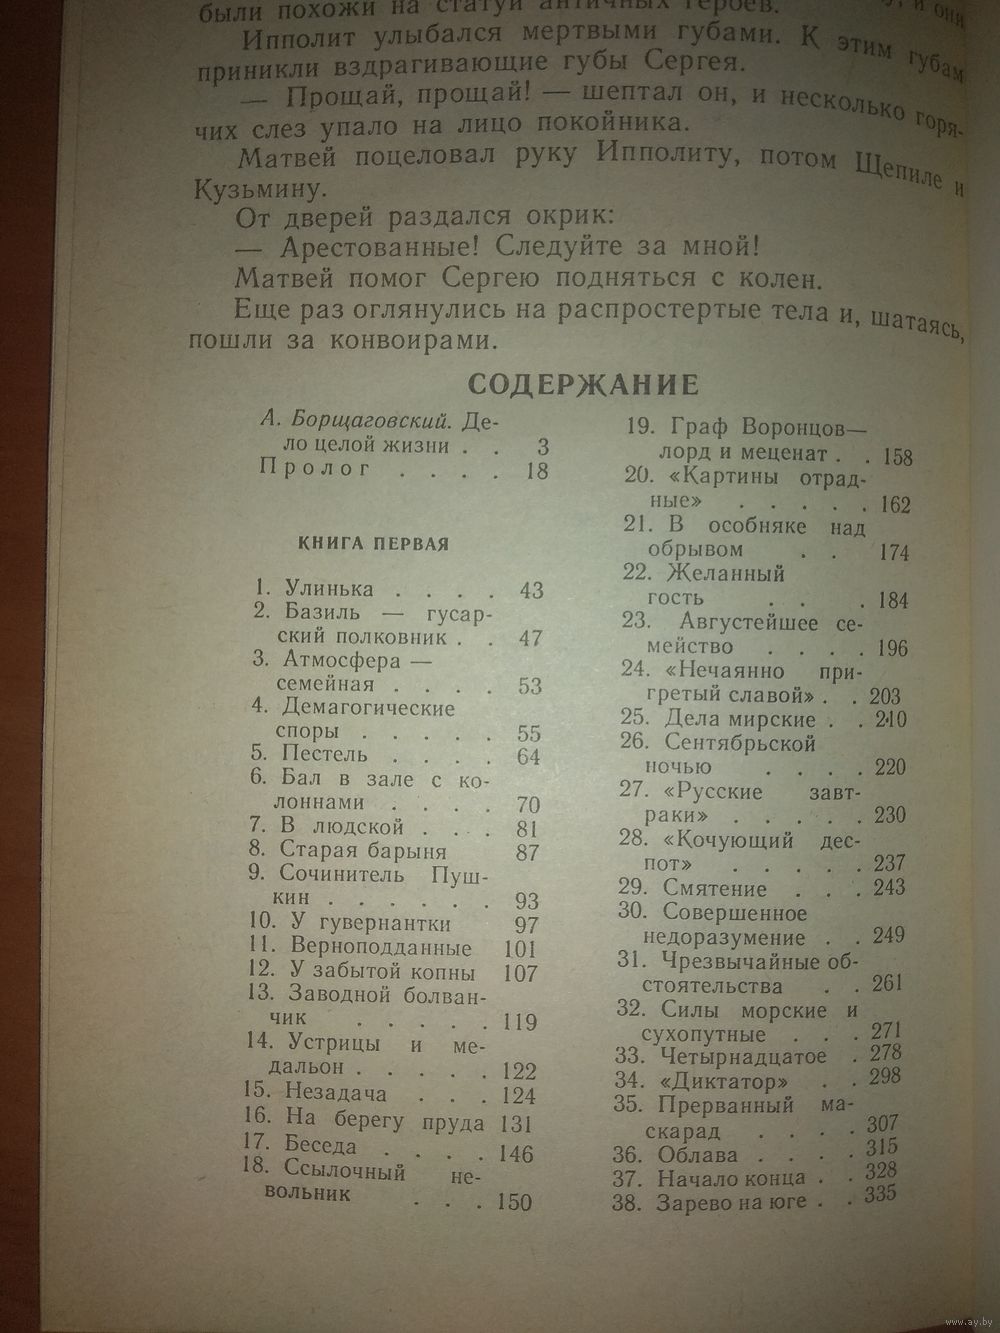 были похожи на статуи античных героев. и они
Ипполит улыбался мертвыми губами. К этим губам
приникли вздрагивающие губы Сергея.
— Прощай, прощай! — шептал он, и несколько горя-
чих слез упало на лицо покойника.
Матвей поцеловал руку Ипполиту, потом Щепиле и
Кузьмину.
От дверей раздался окрик:
— Арестованные! Следуйте за мной!
Матвей помог Сергею подняться с колен.
Еще раз оглянулись на распростертые тела и, шатаясь,
пошли за конвоирами.
СОДЕРЖАНИЕ
А. Борщаговский. Де-
ло целой жизни . . 3
Пролог . . . . 18
КНИГА ПЕРВАЯ
1. Улинька . . . . 43
2. Базиль — гусар-
ский полковник . . 47
3. Атмосфера —
семейная . . . . 53
4. Демагогические
споры . . . . . 55
5. Пестель . . . . 64
6. Бал в зале с ко-
лоннами . . . . 70
7. В людской . . . 81
8. Старая барыня 87
9. Сочинитель Пуш-
кин . . . . . . 93
10. У гувернантки 97
11. Верноподданные 101
12. У забытой копны 107
13. Заводной болван-
чик . . . . . 119
14. Устрицы и ме-
дальон . . . . . 122
15. Незадача . . . 124
16. На берегу пруда 131
17. Беседа . . . . 146
18. Ссылочный не-
вольник . . . 150
19. Граф Воронцов—
лорд и меценат . . 158
20. «Картины отрад-
ные» . . . . . 162
21. В особняке над
обрывом . . 174
22. Желанный
гость . . . 184
23. Августейшее се-
мейство . . . . 196
24. «Нечаянно при-
гретый славой» . . 203
25. Дела мирские . . 210
26. Сентябрьской
ночью . . . . 220
27. «Русские завт-
раки» . . . . . 230
28. «Кочующий дес-
пот» . . . . . 237
29. Смятение . . . 243
30. Совершенное
недоразумение . . 249
31. Чрезвычайные об-
стоятельства . . 261
32. Силы морские и
сухопутные . . . 271
33. Четырнадцатое . 278
34. «Диктатор» . . 298
35. Прерванный ма-
скарад . . . . 307
36. Облава . . . . 315
37. Начало конца . . 328
38. Зарево на юге . . 335
www.ay.by